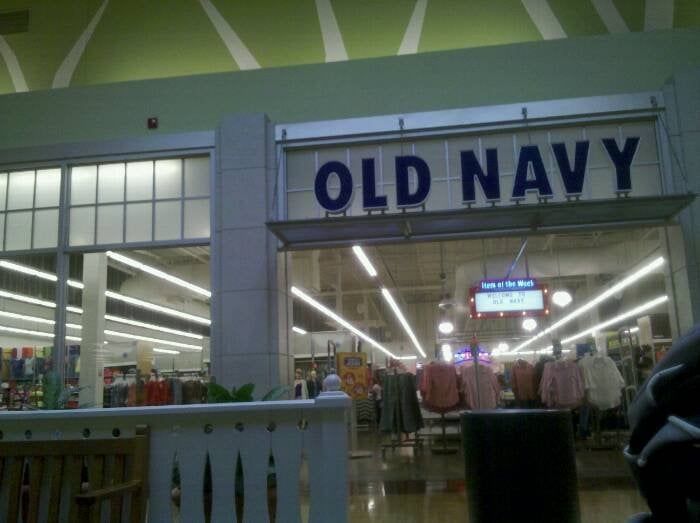 OLD NAVY
Item of the Week
WELCOME TO
OLD NAVY